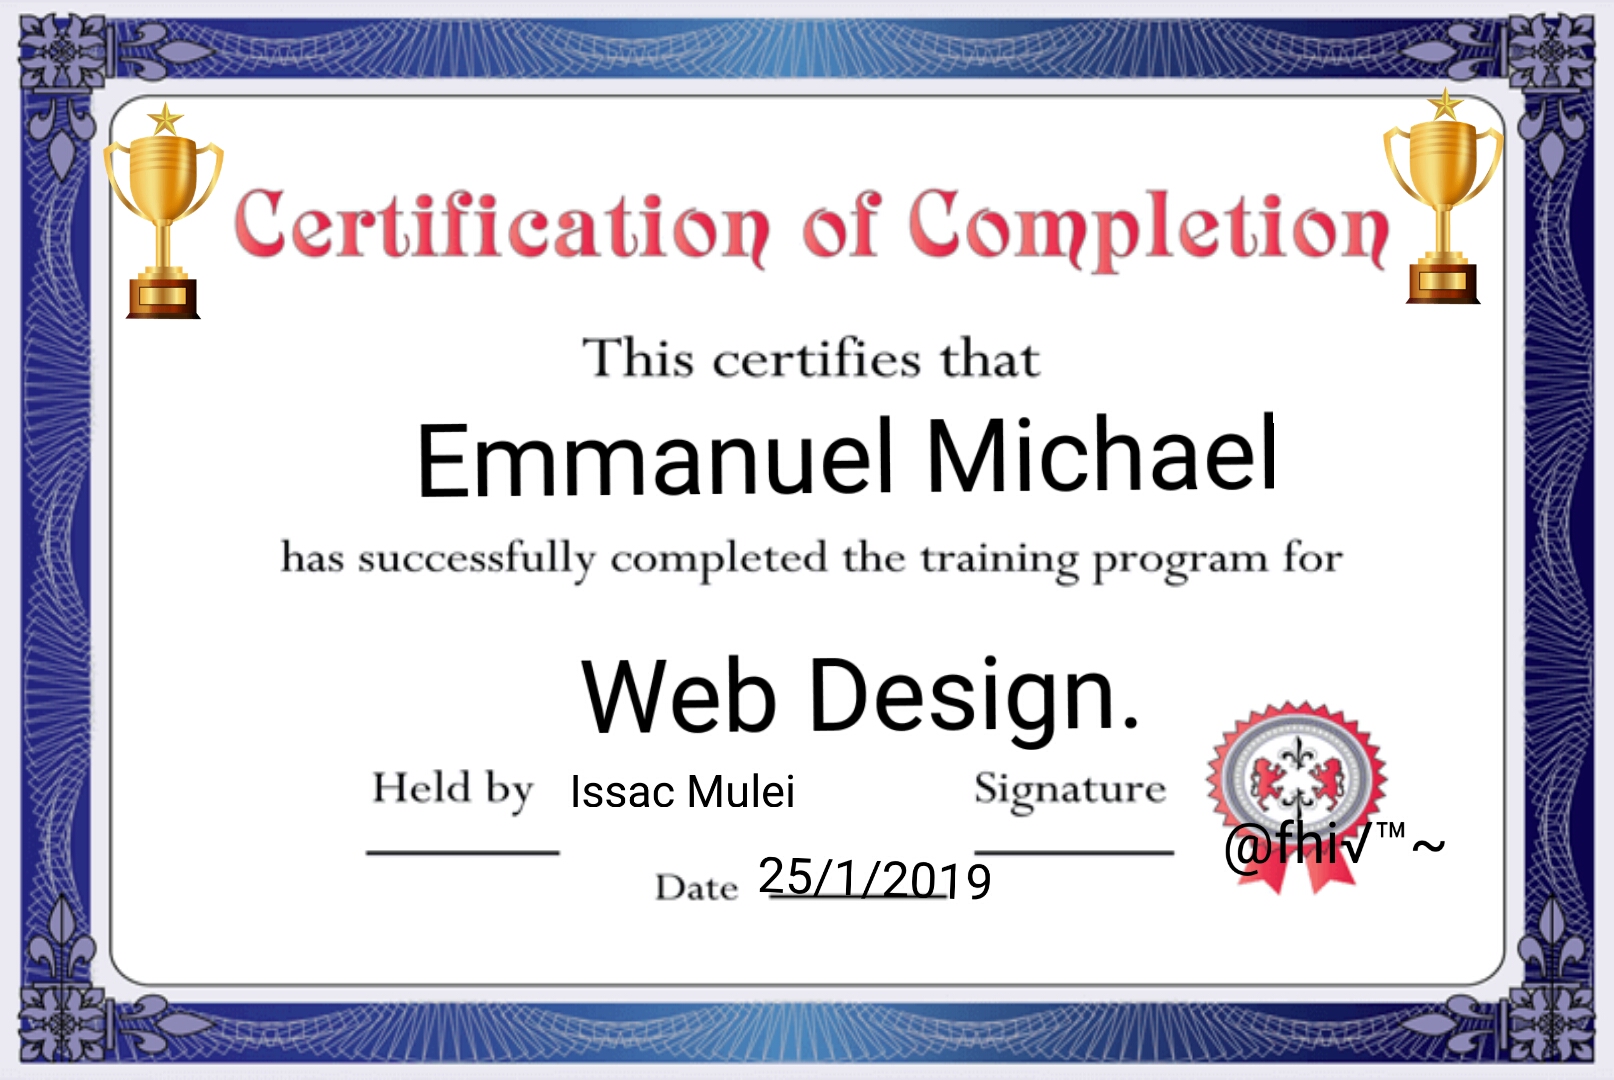 Certification of Completion
This certifies that
Emmanuel Michael
has successfully completed the training program for
Web Design.
Held by Issac Mulei Signature
@fhi√™~
Date 25/1/2019